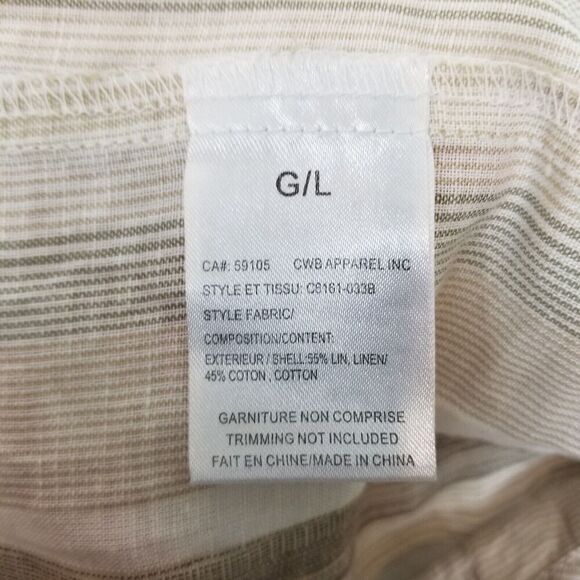 G/L
CA#: 59105 CWB APPAREL INC
STYLE ET TISSU: C6161-033B
STYLE FABRIC/
COMPOSITION/CONTENT:
EXTERIEUR / SHELL:55% LIN, LINEN/
45% COTON , COTTON
GARNITURE NON COMPRISE
TRIMMING NOT INCLUDED
FAIT EN CHINE/MADE IN CHINA